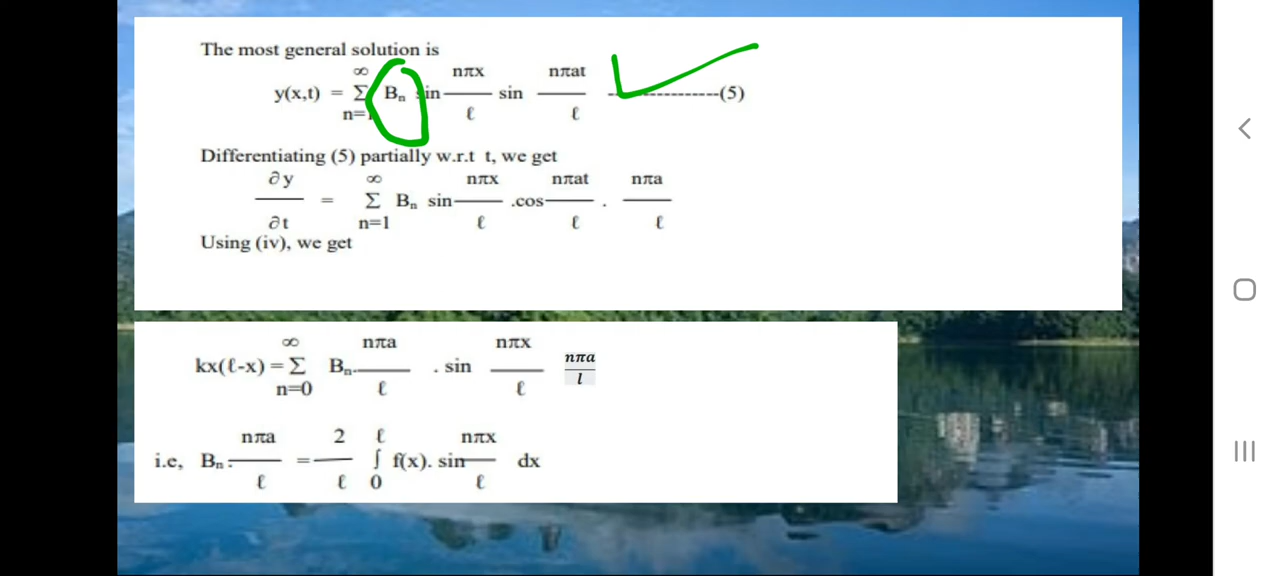 The most general solution is
∞ nπx nπat
y(x,t) = Σ Bₙ sin ―― sin ―― ------------(5)
n=1 ℓ ℓ
Differentiating (5) partially w.r.t t, we get
∂y ∞ nπx nπat nπa
―― = Σ Bₙ sin―― .cos―― . ――
∂t n=1 ℓ ℓ ℓ
Using (iv), we get
∞ nπa nπx nπa
kx(ℓ-x) = Σ Bₙ.―― . sin ―― ――
n=0 ℓ ℓ l
nπa 2 ℓ nπx
i.e, Bₙ.―― = ―― ∫ f(x). sin―― dx
ℓ ℓ 0 ℓ